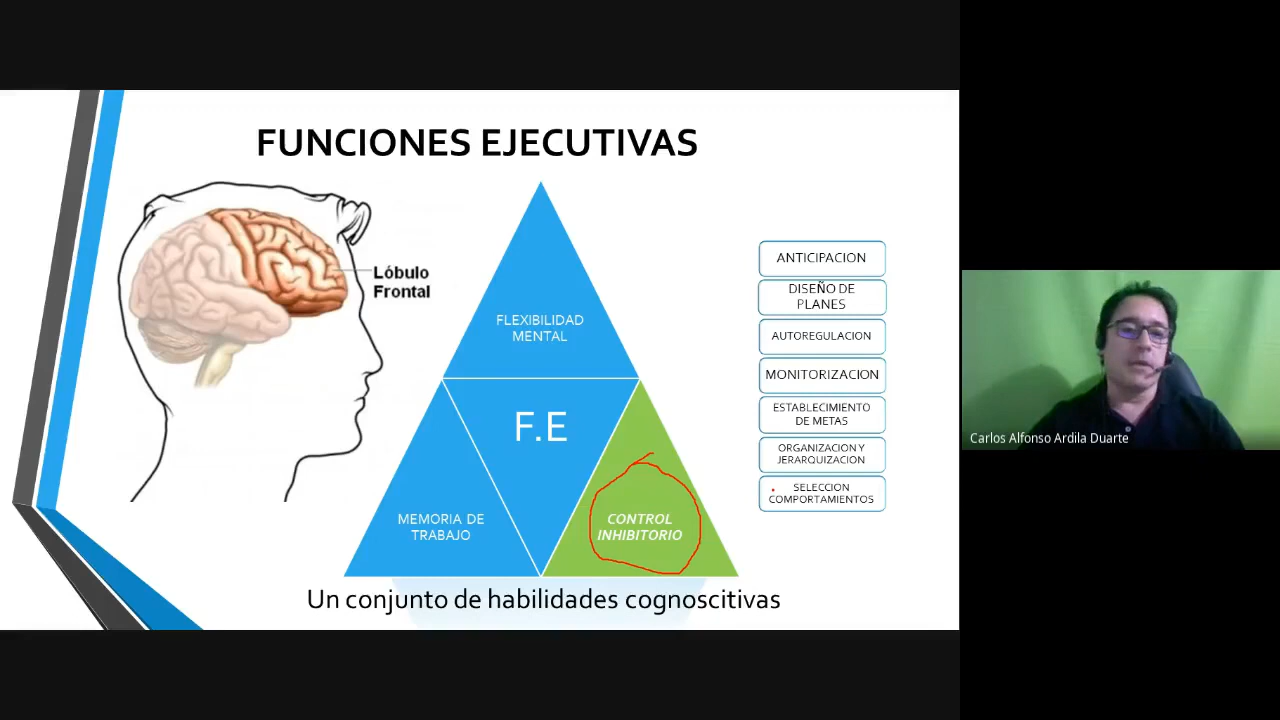 FUNCIONES EJECUTIVAS
Lóbulo
Frontal
FLEXIBILIDAD
MENTAL
F.E
MEMORIA DE
TRABAJO
CONTROL
INHIBITORIO
ANTICIPACION
DISEÑO DE
PLANES
AUTOREGULACION
MONITORIZACION
ESTABLECIMIENTO
DE METAS
ORGANIZACION Y
JERARQUIZACION
SELECCION
COMPORTAMIENTOS
Un conjunto de habilidades cognoscitivas
Carlos Alfonso Ardila Duarte